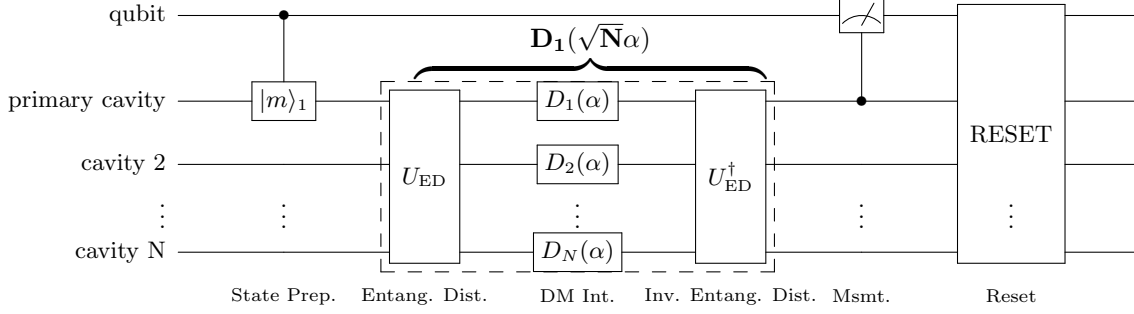 qubit
D₁(√Nα)
primary cavity |m⟩₁ D₁(α)
RESET
cavity 2 U_ED D₂(α) U†_ED
⋮ ⋮ ⋮ ⋮ ⋮
cavity N D_N(α)
State Prep. Entang. Dist. DM Int. Inv. Entang. Dist. Msmt. Reset